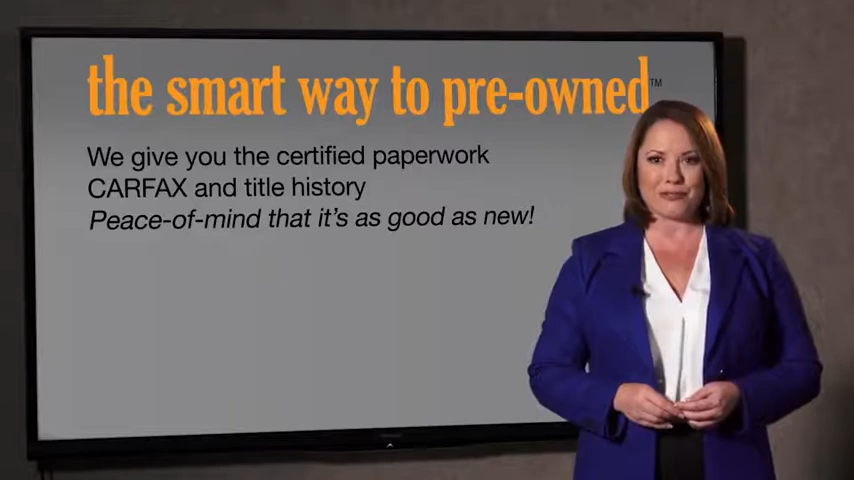 the smart way to pre-owned™
We give you the certified paperwork
CARFAX and title history
Peace-of-mind that it's as good as new!